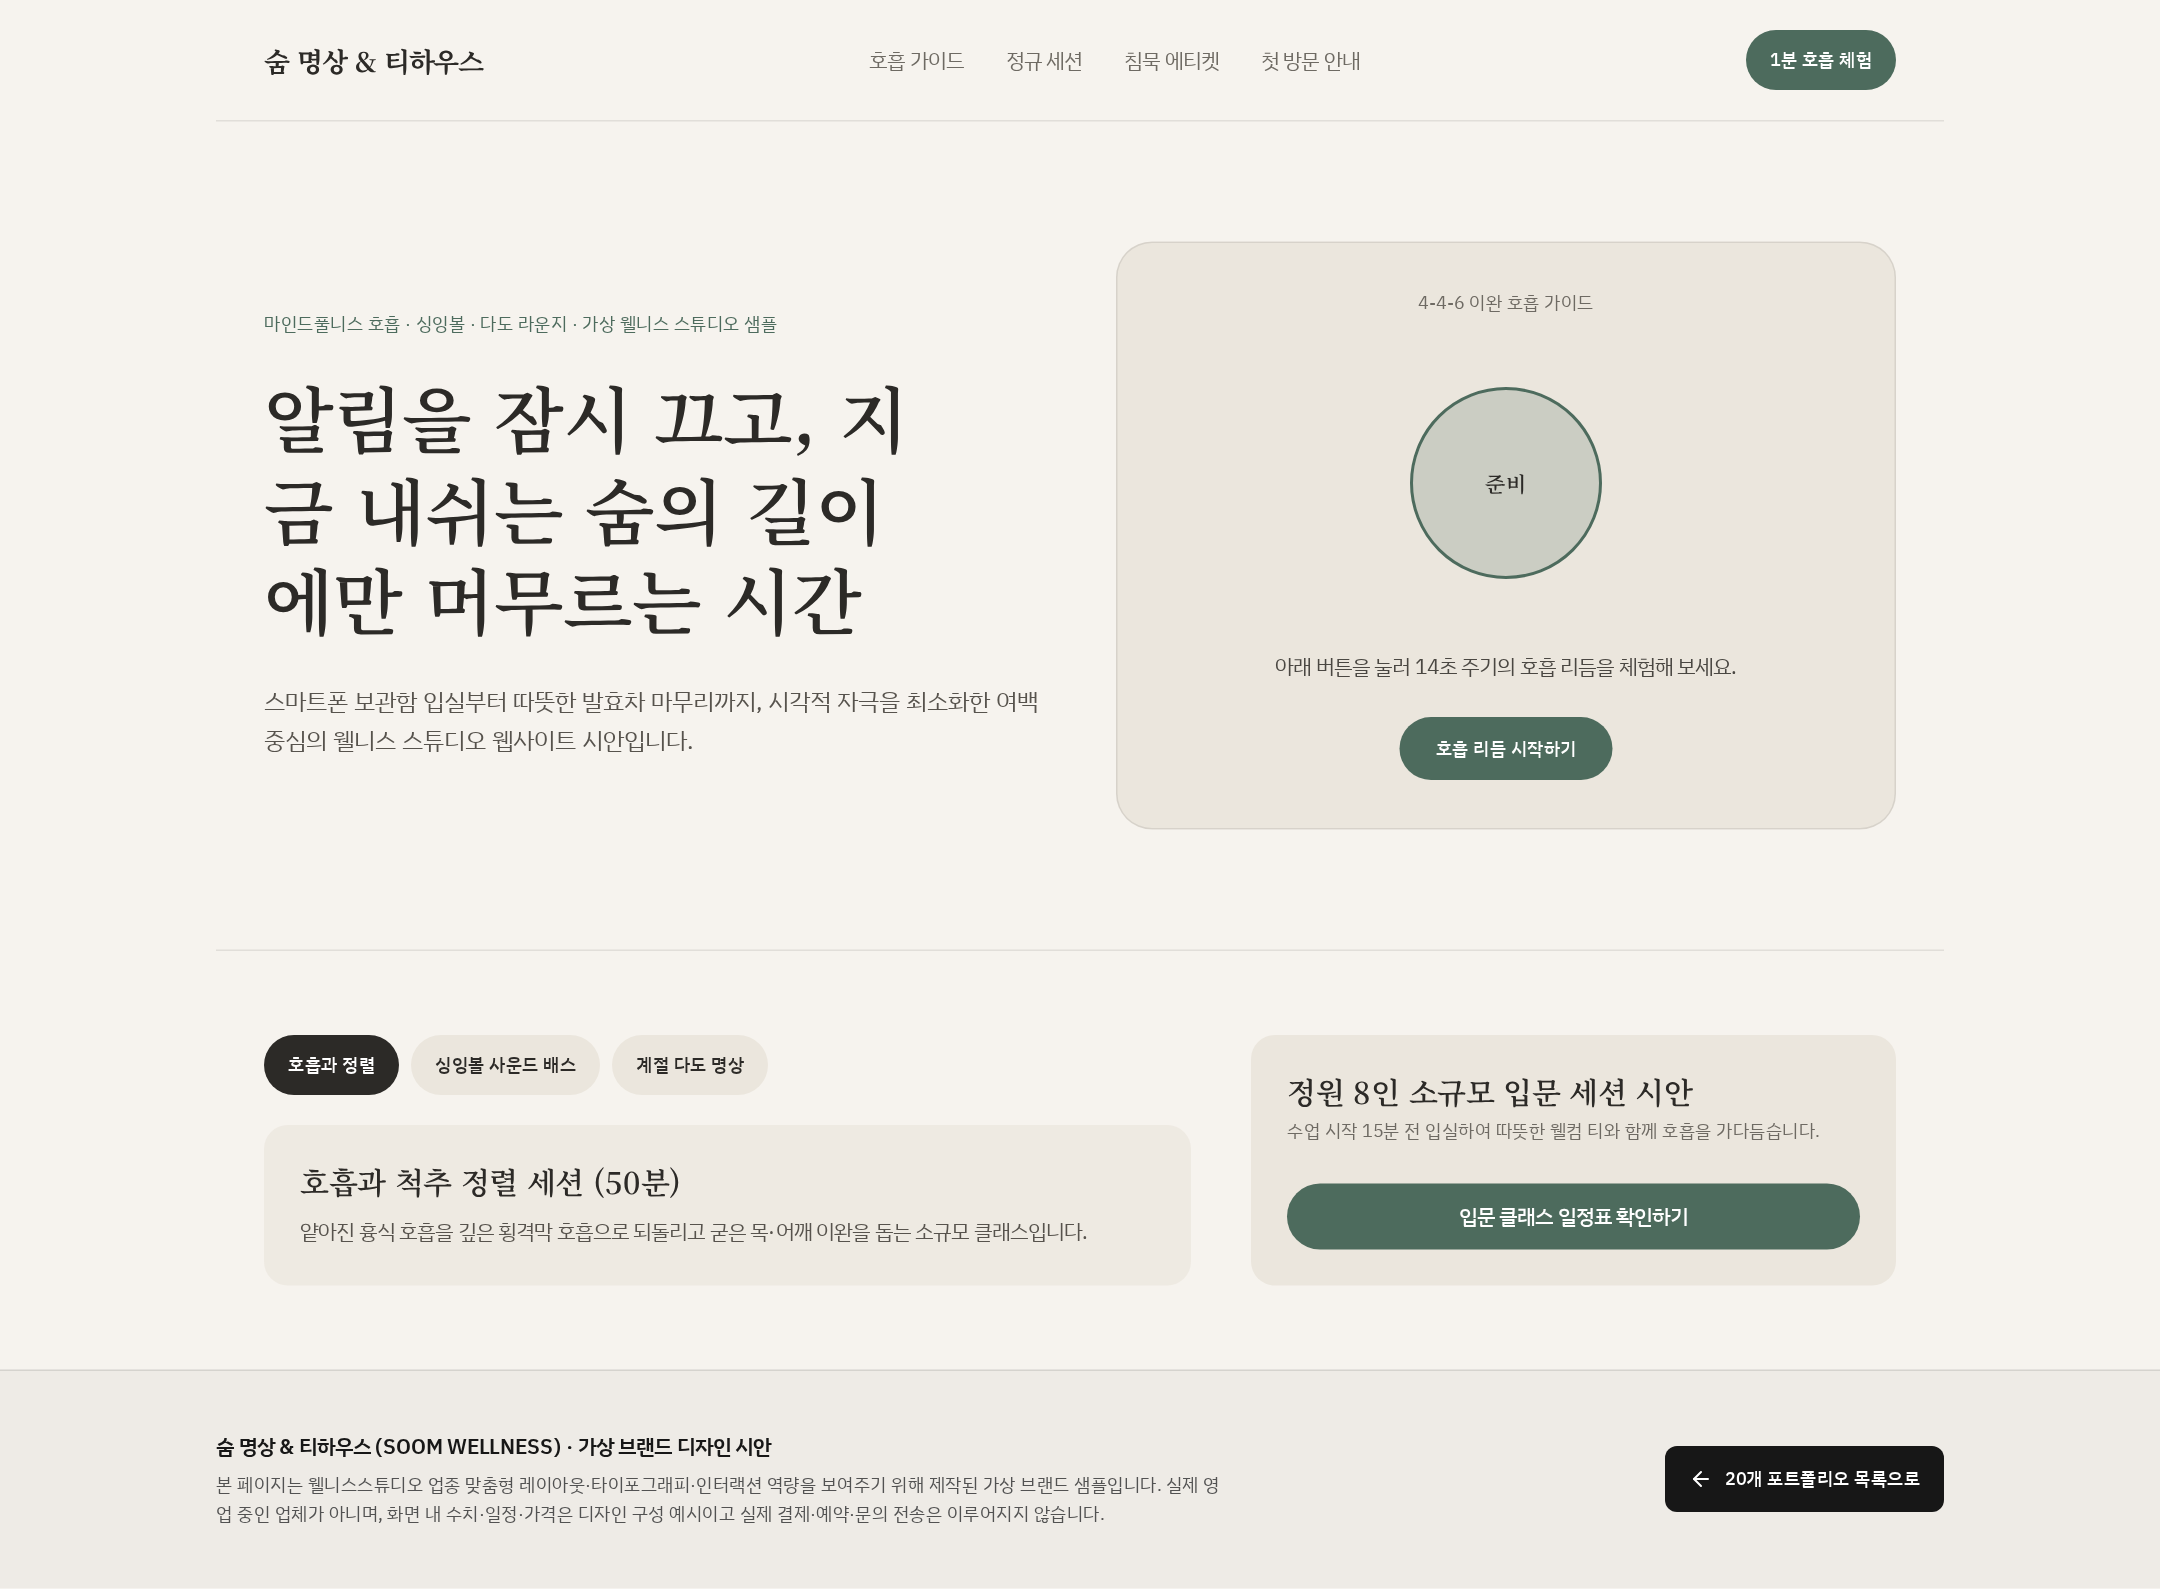 숨 명상 & 티하우스
호흡 가이드
정규 세션
침묵 에티켓
첫 방문 안내
1분 호흡 체험
마인드풀니스 호흡 · 싱잉볼 · 다도 라운지 · 가상 웰니스 스튜디오 샘플
알림을 잠시 끄고, 지
금 내쉬는 숨의 길이
에만 머무르는 시간
스마트폰 보관함 입실부터 따뜻한 발효차 마무리까지, 시각적 자극을 최소화한 여백
중심의 웰니스 스튜디오 웹사이트 시안입니다.
4-4-6 이완 호흡 가이드
준비
아래 버튼을 눌러 14초 주기의 호흡 리듬을 체험해 보세요.
호흡 리듬 시작하기
호흡과 정렬
싱잉볼 사운드 배스
계절 다도 명상
호흡과 척추 정렬 세션 (50분)
얕아진 흉식 호흡을 깊은 횡격막 호흡으로 되돌리고 굳은 목·어깨 이완을 돕는 소규모 클래스입니다.
정원 8인 소규모 입문 세션 시안
수업 시작 15분 전 입실하여 따뜻한 웰컴 티와 함께 호흡을 가다듬습니다.
입문 클래스 일정표 확인하기
숨 명상 & 티하우스 (SOOM WELLNESS) · 가상 브랜드 디자인 시안
본 페이지는 웰니스스튜디오 업종 맞춤형 레이아웃·타이포그래피·인터랙션 역량을 보여주기 위해 제작된 가상 브랜드 샘플입니다. 실제 영
업 중인 업체가 아니며, 화면 내 수치·일정·가격은 디자인 구성 예시이고 실제 결제·예약·문의 전송은 이루어지지 않습니다.
← 20개 포트폴리오 목록으로